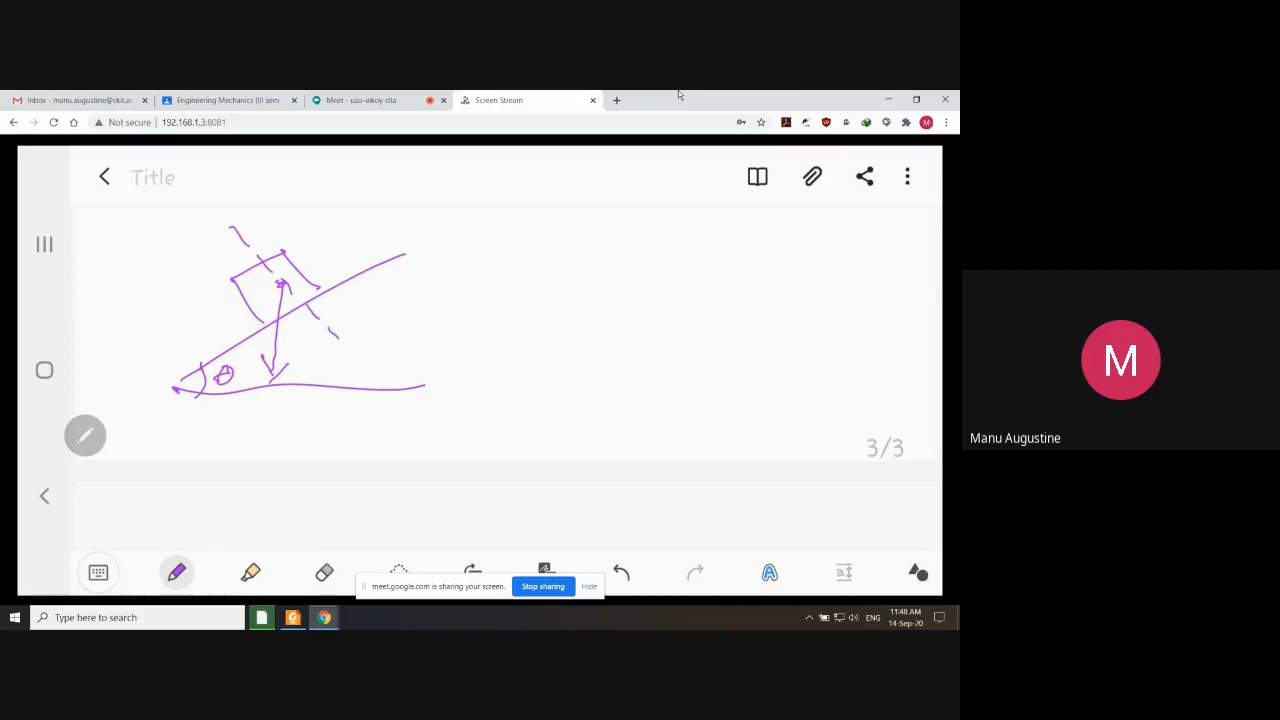 Inbox - manu.augustine@skit.ac
Engineering Mechanics (III sem
Meet - uzo-wkoy-dta
Screen Stream
Not secure | 192.168.1.3:8081
Title
θ
3/3
M
Manu Augustine
meet.google.com is sharing your screen.
Stop sharing
Hide
Type here to search
ENG
11:48 AM
14-Sep-20